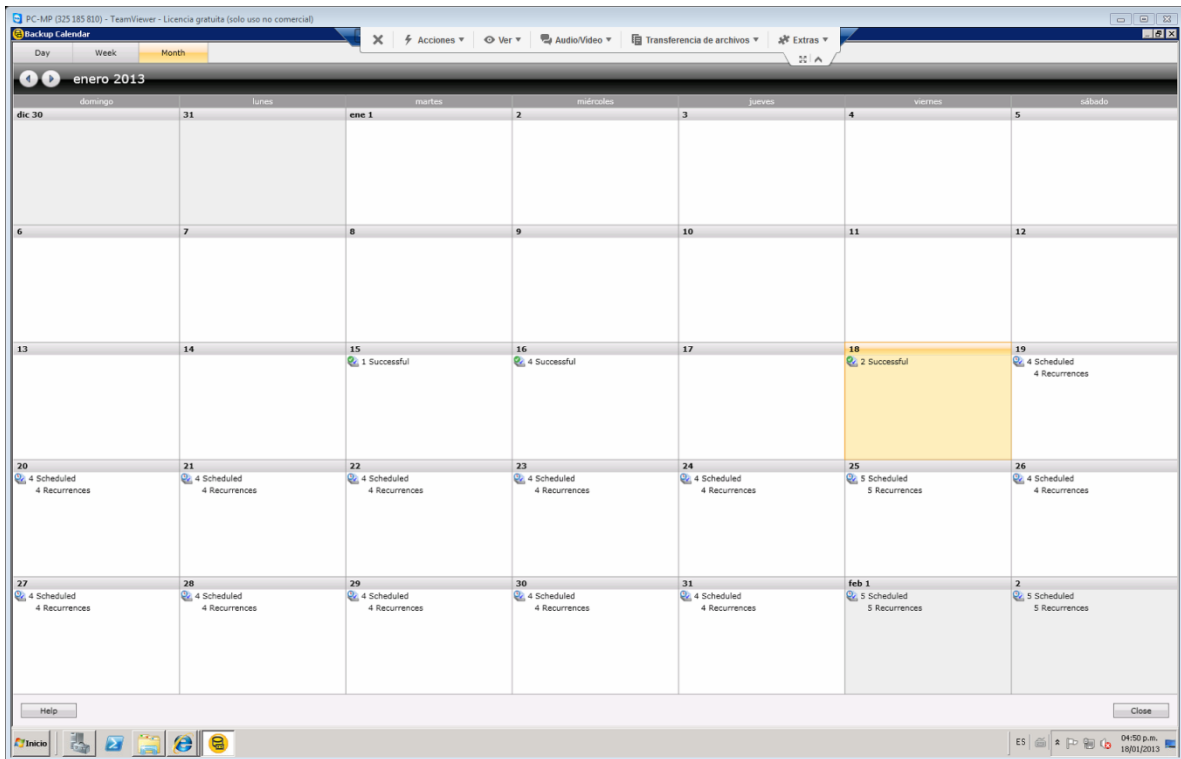 PC-MP (325 185 810) - TeamViewer - Licencia gratuita (solo uso no comercial)
Backup Calendar
Acciones Ver Audio/Video Transferencia de archivos Extras
Day Week Month
enero 2013
domingo lunes martes miércoles jueves viernes sábado
dic 30 31 ene 1 2 3 4 5
6 7 8 9 10 11 12
13 14 15 16 17 18 19
1 Successful 4 Successful 2 Successful 4 Scheduled
4 Recurrences
20 21 22 23 24 25 26
4 Scheduled 4 Scheduled 4 Scheduled 4 Scheduled 4 Scheduled 5 Scheduled 4 Scheduled
4 Recurrences 4 Recurrences 4 Recurrences 4 Recurrences 4 Recurrences 5 Recurrences 4 Recurrences
27 28 29 30 31 feb 1 2
4 Scheduled 4 Scheduled 4 Scheduled 4 Scheduled 4 Scheduled 5 Scheduled 5 Scheduled
4 Recurrences 4 Recurrences 4 Recurrences 4 Recurrences 4 Recurrences 5 Recurrences 5 Recurrences
Help Close
Inicio ES 04:50 p.m.
18/01/2013